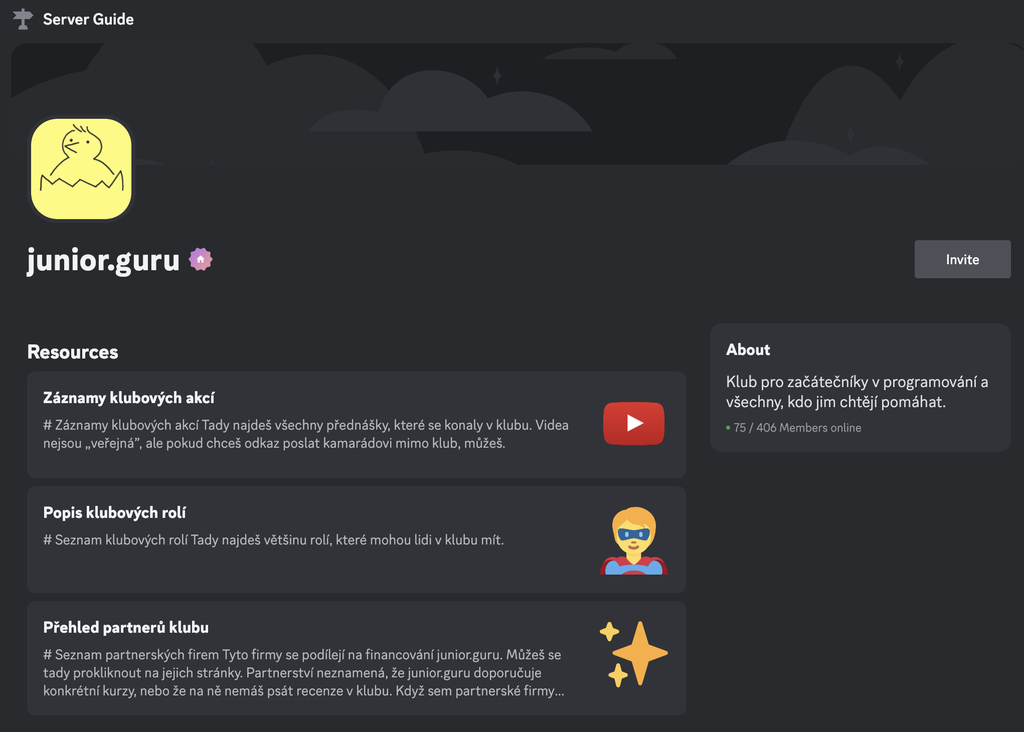 Server Guide
junior.guru
Invite
Resources
Záznamy klubových akcí
# Záznamy klubových akcí Tady najdeš všechny přednášky, které se konaly v klubu. Videa
nejsou „veřejná”, ale pokud chceš odkaz poslat kamarádovi mimo klub, můžeš.
Popis klubových rolí
# Seznam klubových rolí Tady najdeš většinu rolí, které mohou lidi v klubu mít.
Přehled partnerů klubu
# Seznam partnerských firem Tyto firmy se podílejí na financování junior.guru. Můžeš se
tady prokliknout na jejich stránky. Partnerství neznamená, že junior.guru doporučuje
konkrétní kurzy, nebo že na ně nemáš psát recenze v klubu. Když sem partnerské firmy...
About
Klub pro začátečníky v programování a
všechny, kdo jim chtějí pomáhat.
75 / 406 Members online